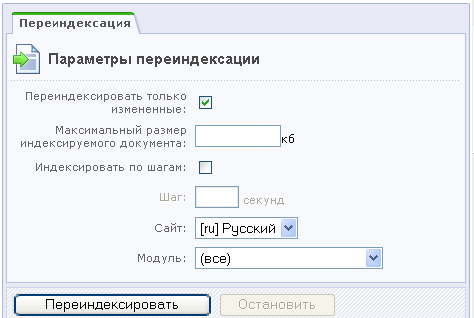 Переиндексация
Параметры переиндексации
Переиндексировать только
измененные:
Максимальный размер
индексируемого документа:
кб
Индексировать по шагам:
Шаг:
секунд
Сайт:
[ru] Русский
Модуль:
(все)
Переиндексировать
Остановить